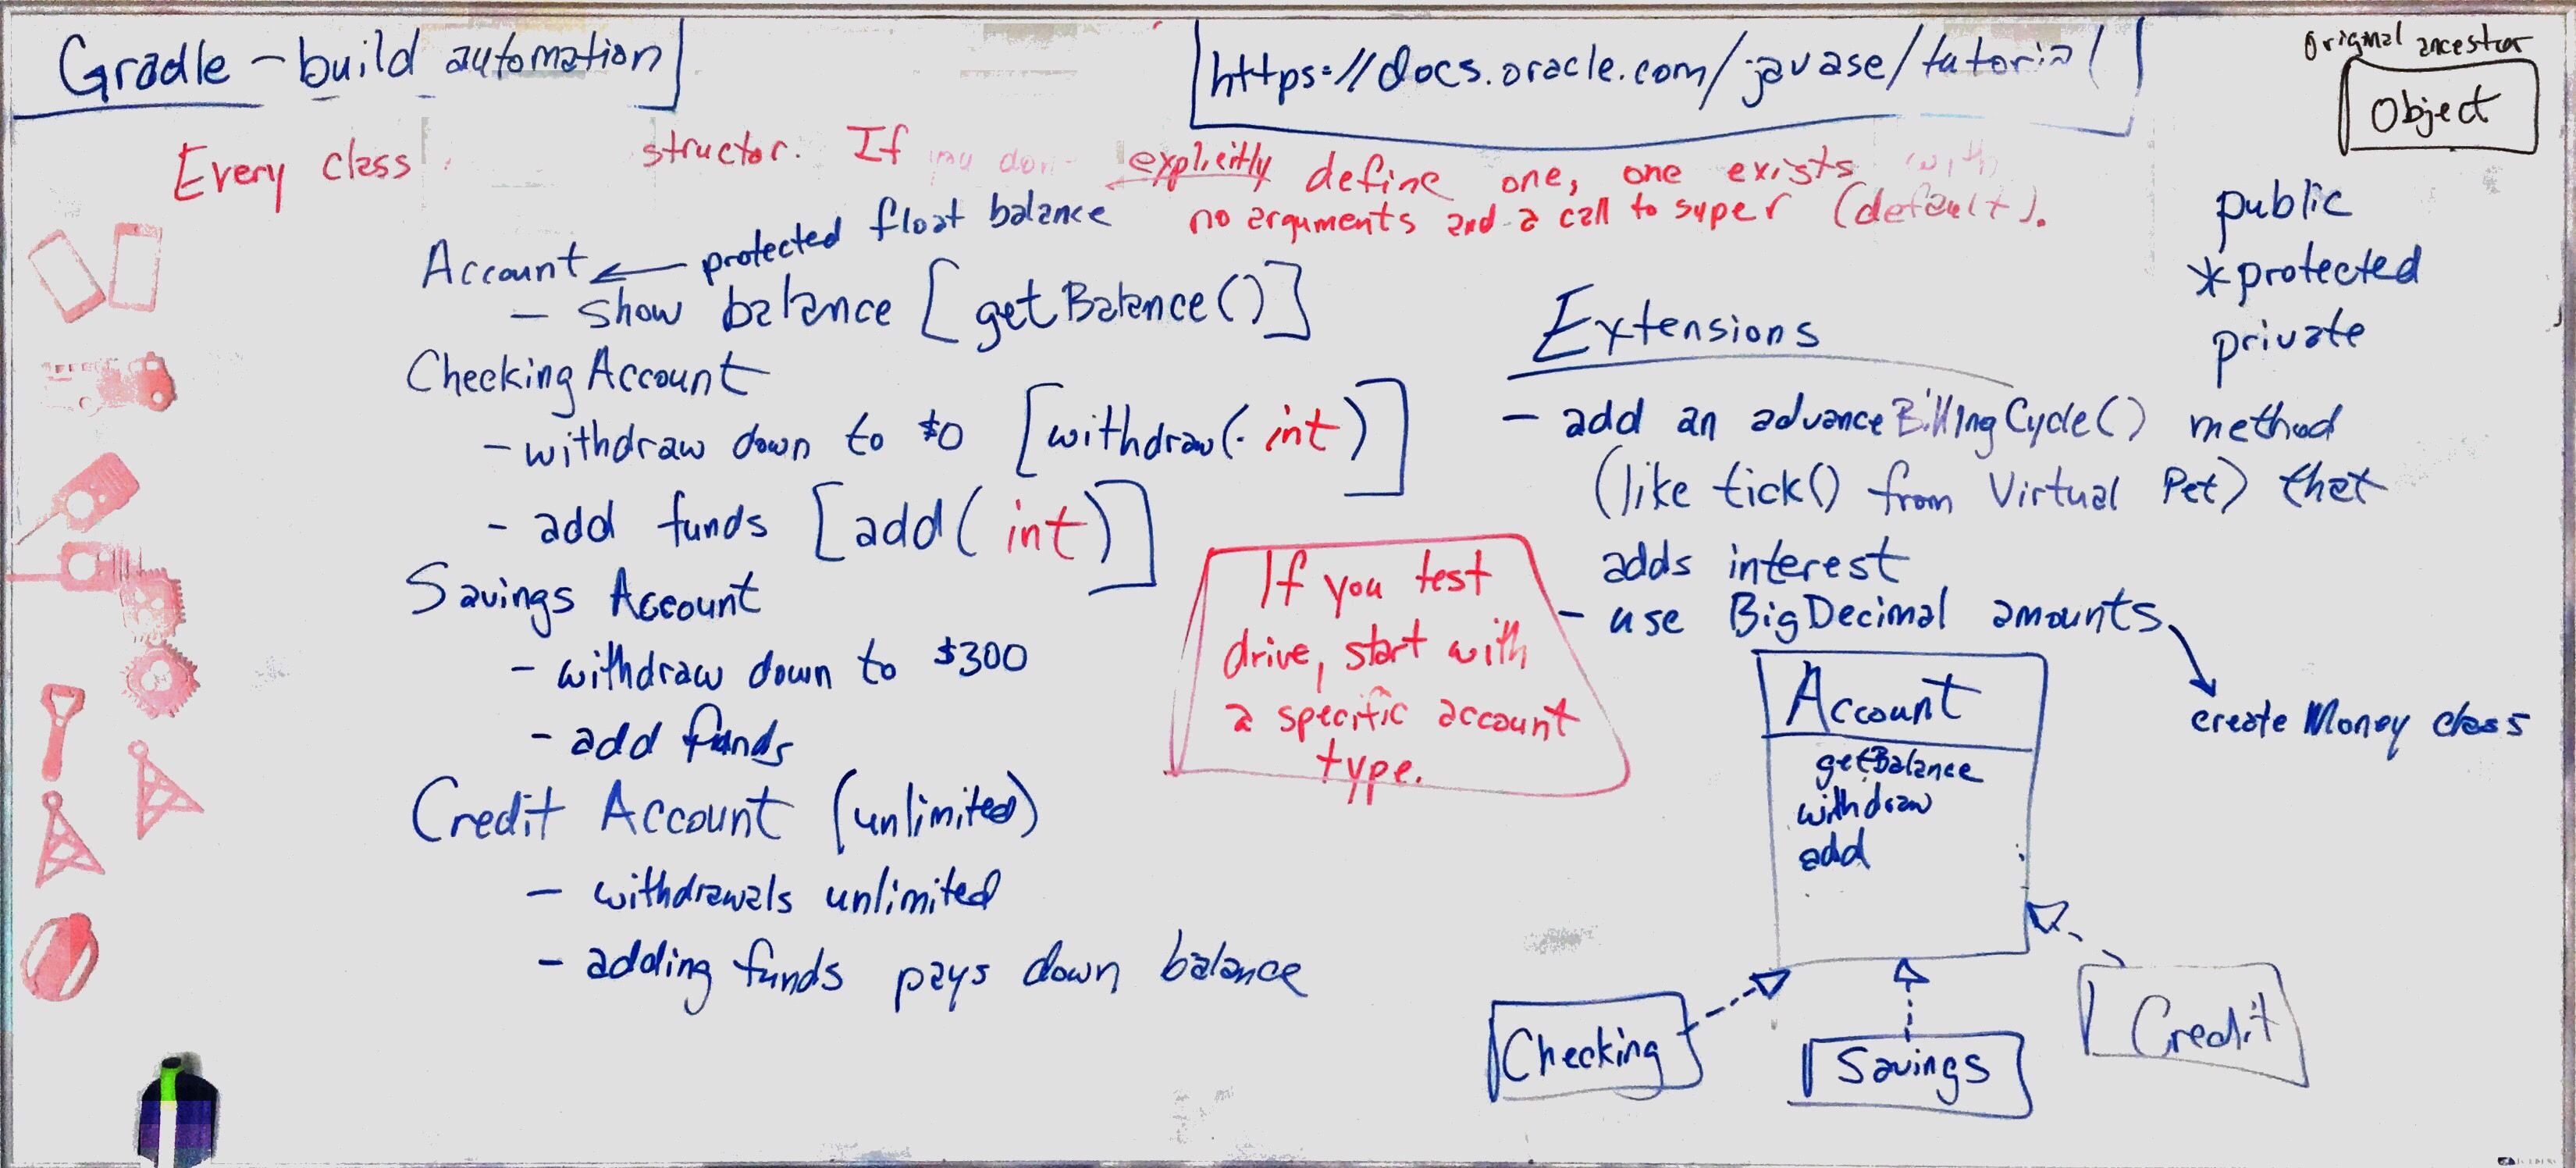 Gradle - build automation
https://docs.oracle.com/javase/tutorial
original ancestor
Object
Every class structor. If you don explicitly define one, one exists with
no arguments and a call to super (default).
public
*protected
private
Account ← protected float balance
- show balance [getBalance()]
Checking Account
- withdraw down to $0 [withdraw(int)]
- add funds [add(int)]
Savings Account
- withdraw down to $300
- add funds
Credit Account (unlimited)
- withdrawals unlimited
- adding funds pays down balance
If you test
drive, start with
a specific account
type.
Extensions
- add an advanceBillingCycle() method
(like tick() from Virtual Pet) that
adds interest
- use BigDecimal amounts
create Money class
Account
getBalance
withdraw
add
Checking
Savings
Credit